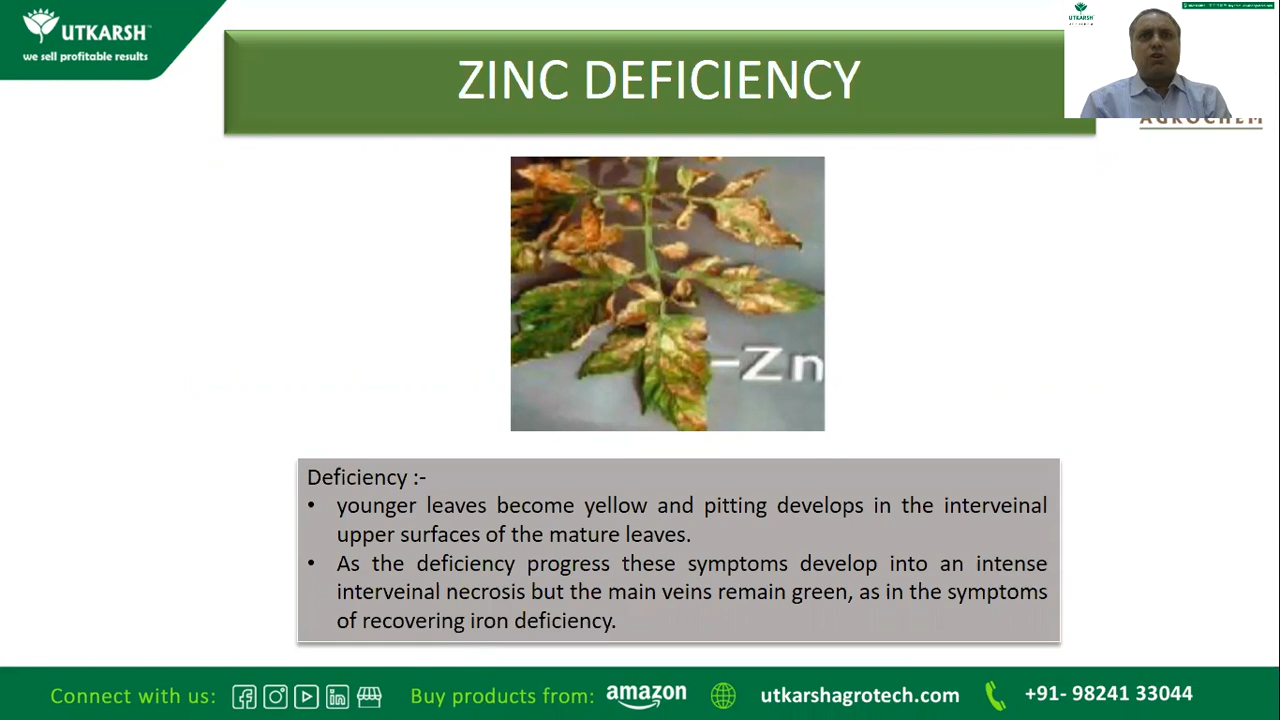 UTKARSH
we sell profitable results
ZINC DEFICIENCY
UTKARSH
AGROCHEM
-Zn
Deficiency :-
• younger leaves become yellow and pitting develops in the interveinal
upper surfaces of the mature leaves.
• As the deficiency progress these symptoms develop into an intense
interveinal necrosis but the main veins remain green, as in the symptoms
of recovering iron deficiency.
Connect with us:
Buy products from: amazon
utkarshagrotech.com
+91- 98241 33044